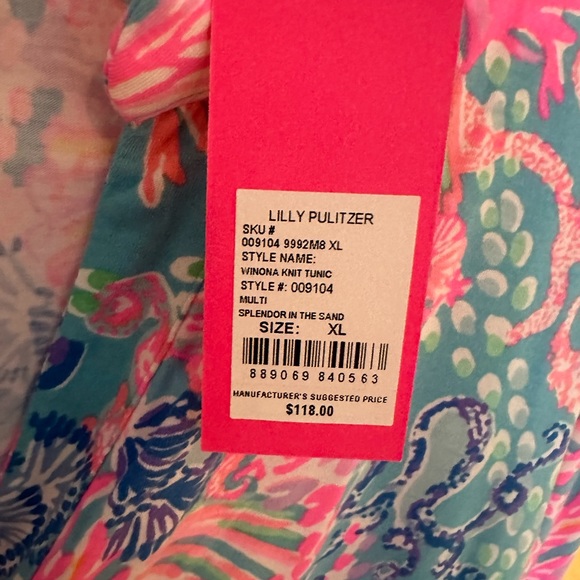 LILLY PULITZER
SKU #
009104 9992M8 XL
STYLE NAME:
WINONA KNIT TUNIC
STYLE #: 009104
MULTI
SPLENDOR IN THE SAND
SIZE: XL
889069 840563
MANUFACTURER'S SUGGESTED PRICE
$118.00